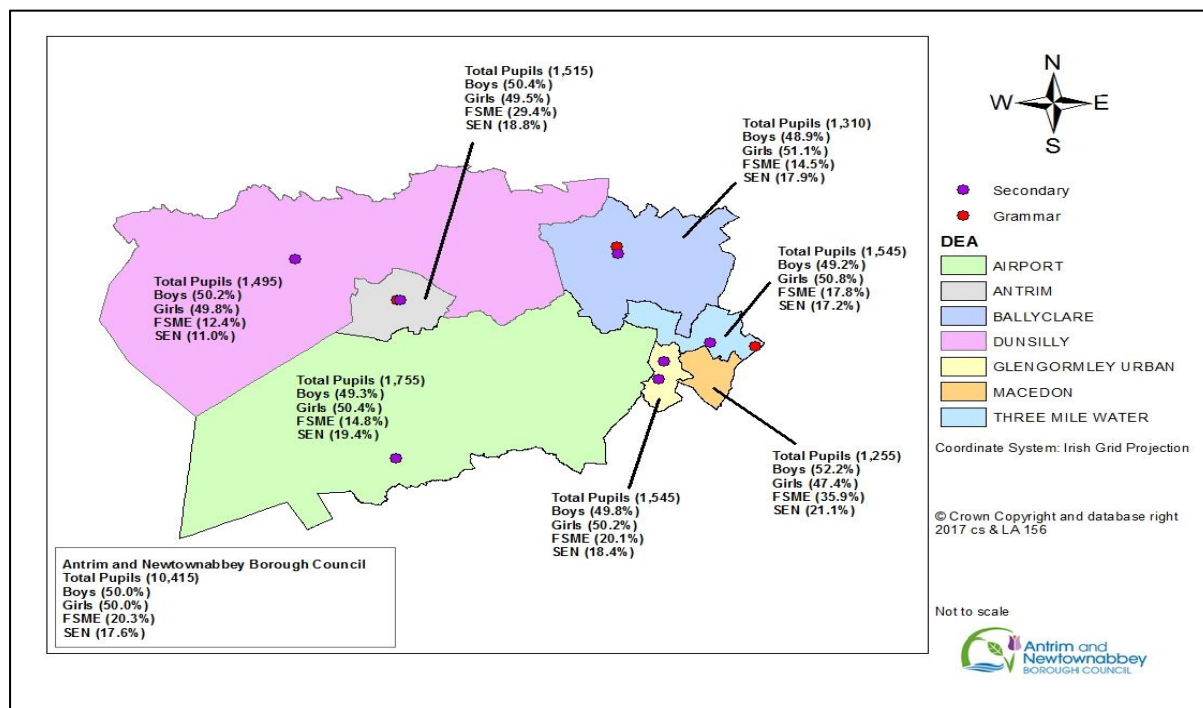 Total Pupils (1,515)
Boys (50.4%)
Girls (49.5%)
FSME (29.4%)
SEN (18.8%)
Total Pupils (1,310)
Boys (48.9%)
Girls (51.1%)
FSME (14.5%)
SEN (17.9%)
Total Pupils (1,545)
Boys (49.2%)
Girls (50.8%)
FSME (17.8%)
SEN (17.2%)
Total Pupils (1,495)
Boys (50.2%)
Girls (49.8%)
FSME (12.4%)
SEN (11.0%)
Total Pupils (1,755)
Boys (49.3%)
Girls (50.4%)
FSME (14.8%)
SEN (19.4%)
Total Pupils (1,255)
Boys (52.2%)
Girls (47.4%)
FSME (35.9%)
SEN (21.1%)
Total Pupils (1,545)
Boys (49.8%)
Girls (50.2%)
FSME (20.1%)
SEN (18.4%)
Antrim and Newtownabbey Borough Council
Total Pupils (10,415)
Boys (50.0%)
Girls (50.0%)
FSME (20.3%)
SEN (17.6%)
N
W E
S
Secondary
Grammar
DEA
AIRPORT
ANTRIM
BALLYCLARE
DUNSILLY
GLENGORMLEY URBAN
MACEDON
THREE MILE WATER
Coordinate System: Irish Grid Projection
© Crown Copyright and database right
2017 cs & LA 156
Not to scale
Antrim and
Newtownabbey
BOROUGH COUNCIL